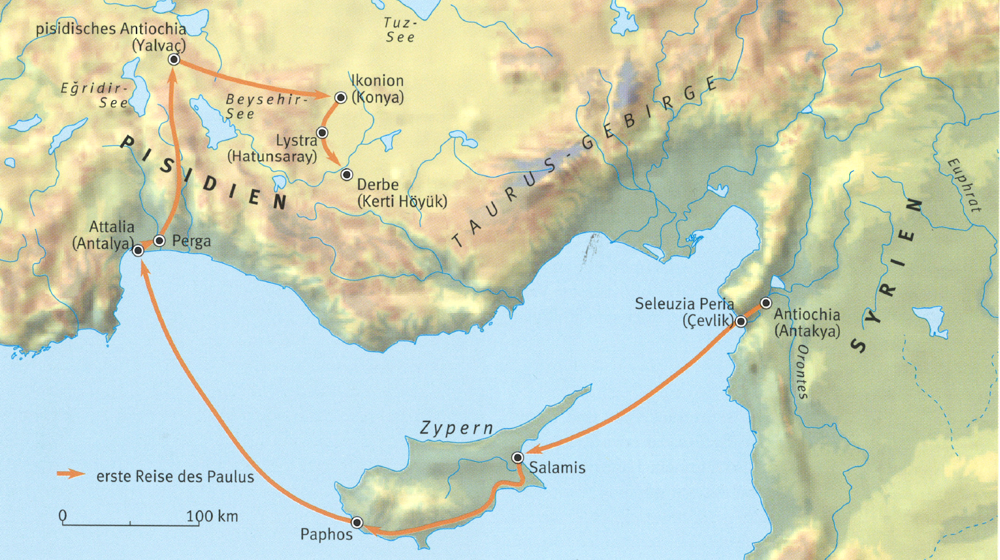 Tuz-
See
pisidisches Antiochia
(Yalvaç)
Eğridir-
See
Beysehir-
See
Ikonion
(Konya)
Lystra
(Hatunsaray)
PISIDIEN
Derbe
(Kerti Höyük)
TAURUS-GEBIRGE
Euphrat
SYRIEN
Attalia
(Antalya)
Perga
Seleuzia Peria
(Çevlik)
Antiochia
(Antakya)
Orontes
Zypern
Salamis
erste Reise des Paulus
0 100 km
Paphos